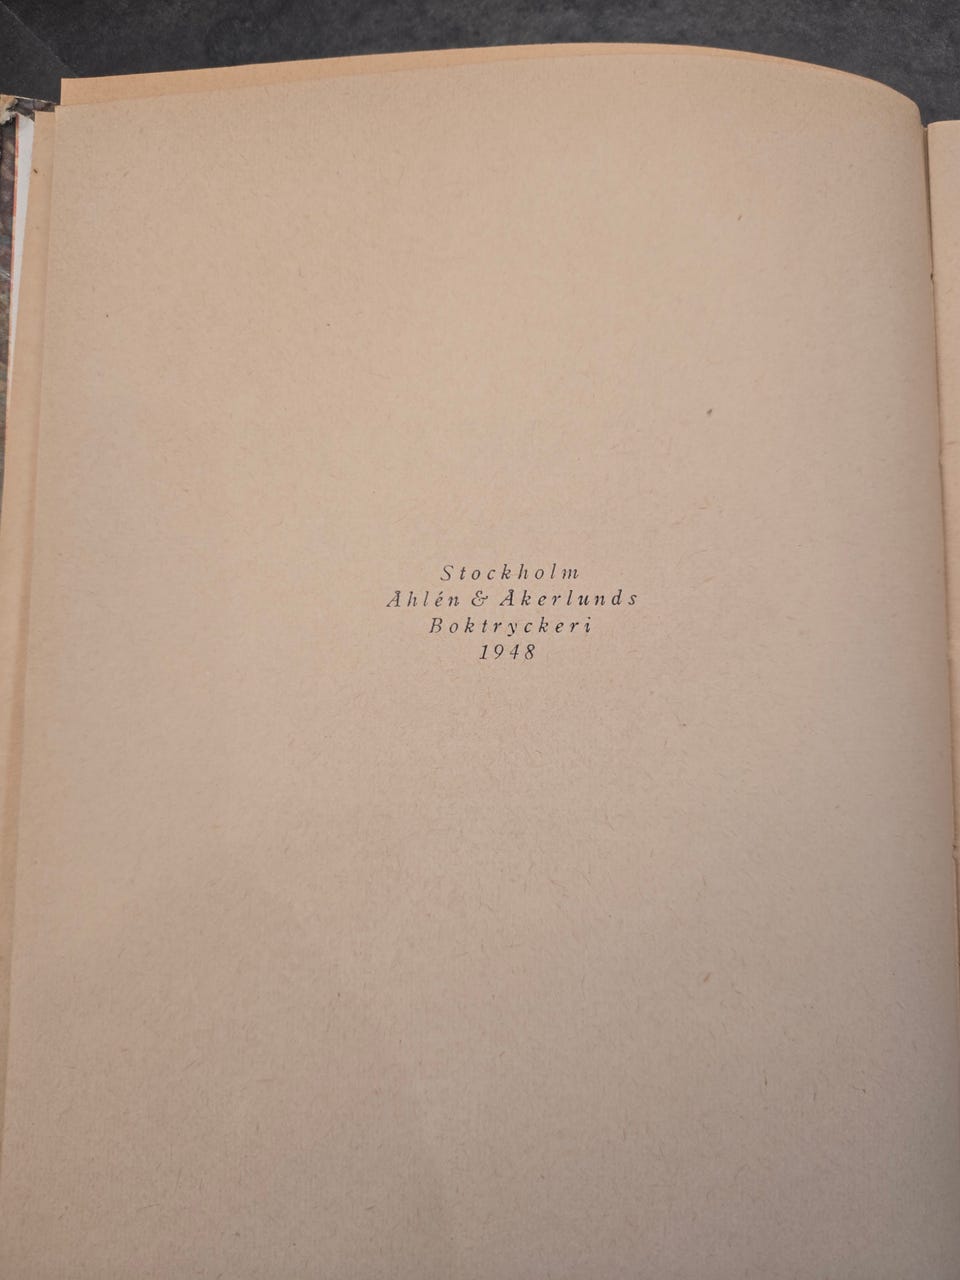 Stockholm
Åhlén & Åkerlunds
Boktryckeri
1948